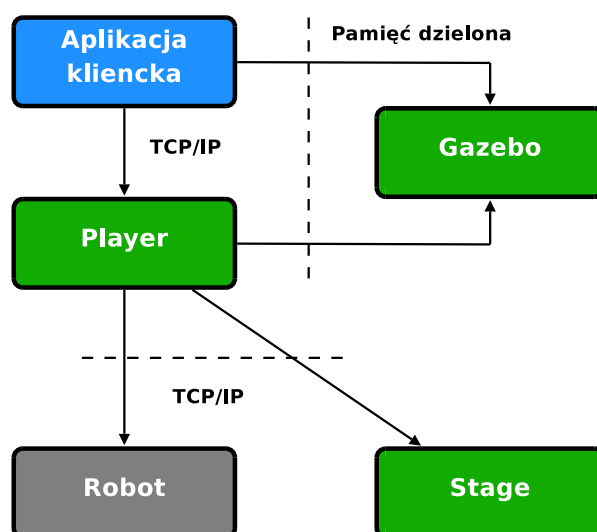 Aplikacja
kliencka
Pamięć dzielona
TCP/IP
Gazebo
Player
TCP/IP
Robot
Stage